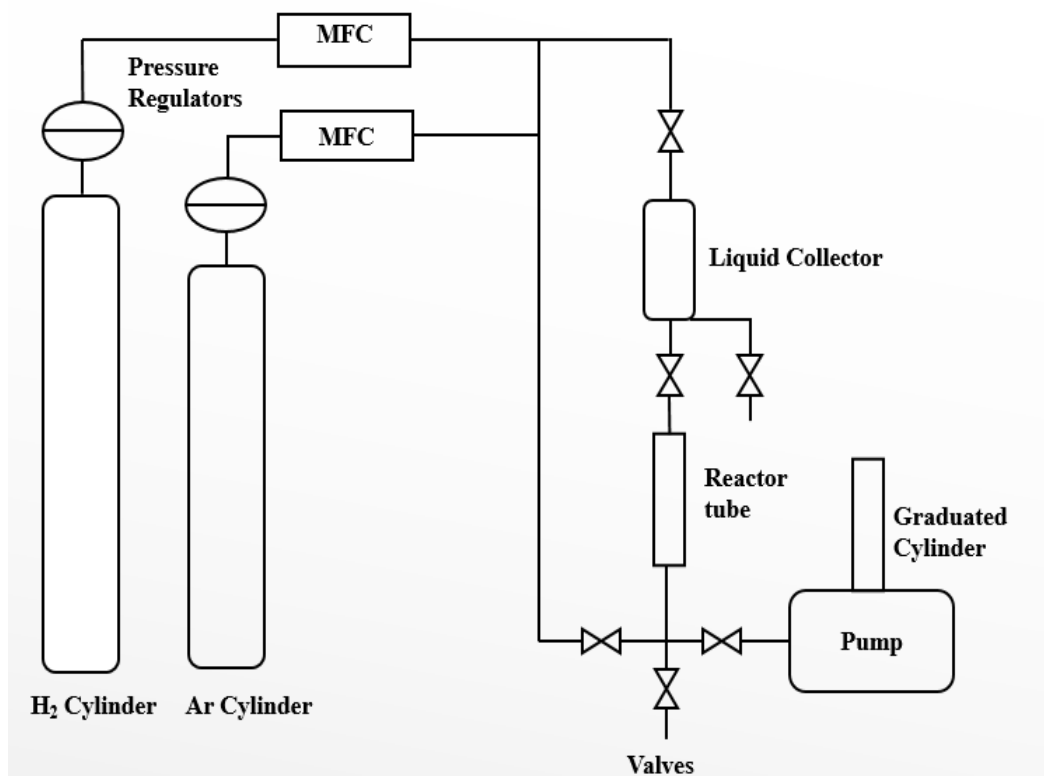 MFC
Pressure
Regulators
MFC
Liquid Collector
Reactor
tube
Graduated
Cylinder
Pump
H₂ Cylinder
Ar Cylinder
Valves